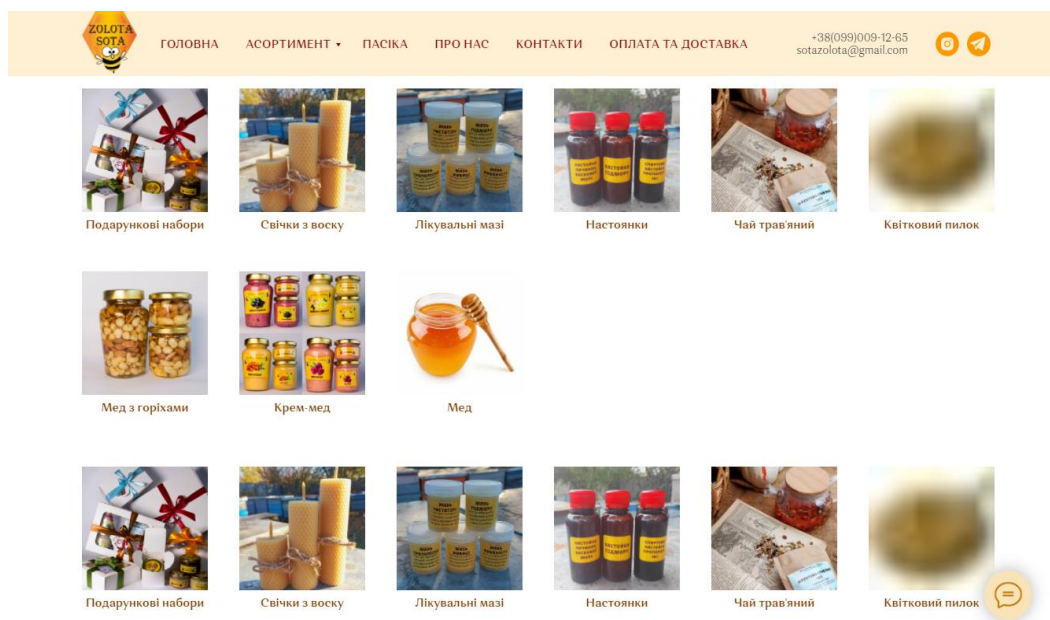 ZOLOTA
SOTA
ГОЛОВНА
АСОРТИМЕНТ
ПАСІКА
ПРО НАС
КОНТАКТИ
ОПЛАТА ТА ДОСТАВКА
+38(099)009-12-65
sotazolota@gmail.com
Подарункові набори
Свічки з воску
Лікувальні мазі
Настоянки
Чай трав'яний
Квітковий пилок
Мед з горіхами
Крем-мед
Мед
Подарункові набори
Свічки з воску
Лікувальні мазі
Настоянки
Чай трав'яний
Квітковий пилок